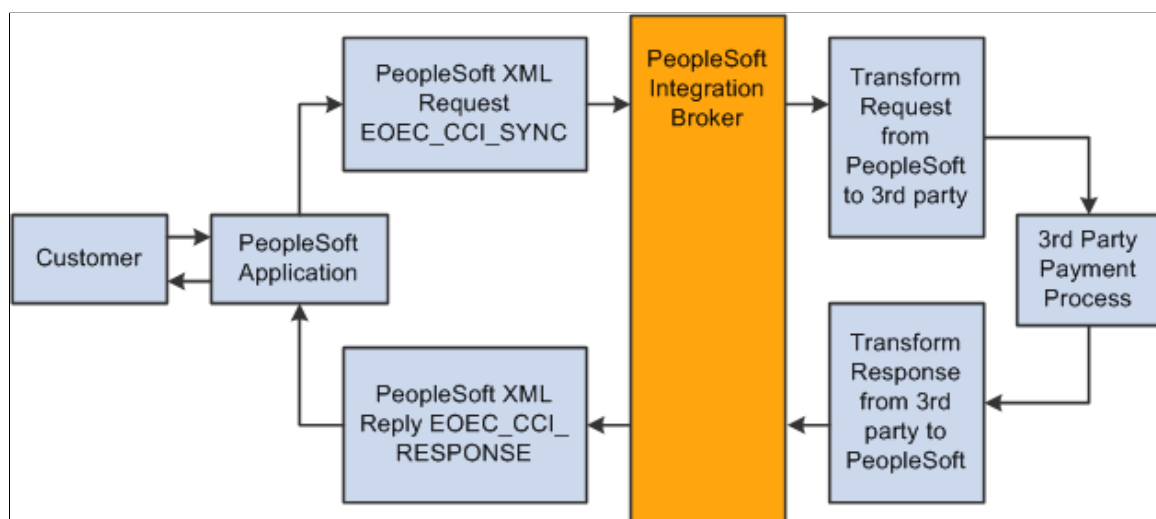 Customer
PeopleSoft
Application
PeopleSoft XML
Request
EOEC_CCI_SYNC
PeopleSoft
Integration
Broker
Transform
Request
from
PeopleSoft
to 3rd party
3rd Party
Payment
Process
Transform
Response
from 3rd
party to
PeopleSoft
PeopleSoft XML
Reply EOEC_CCI_
RESPONSE